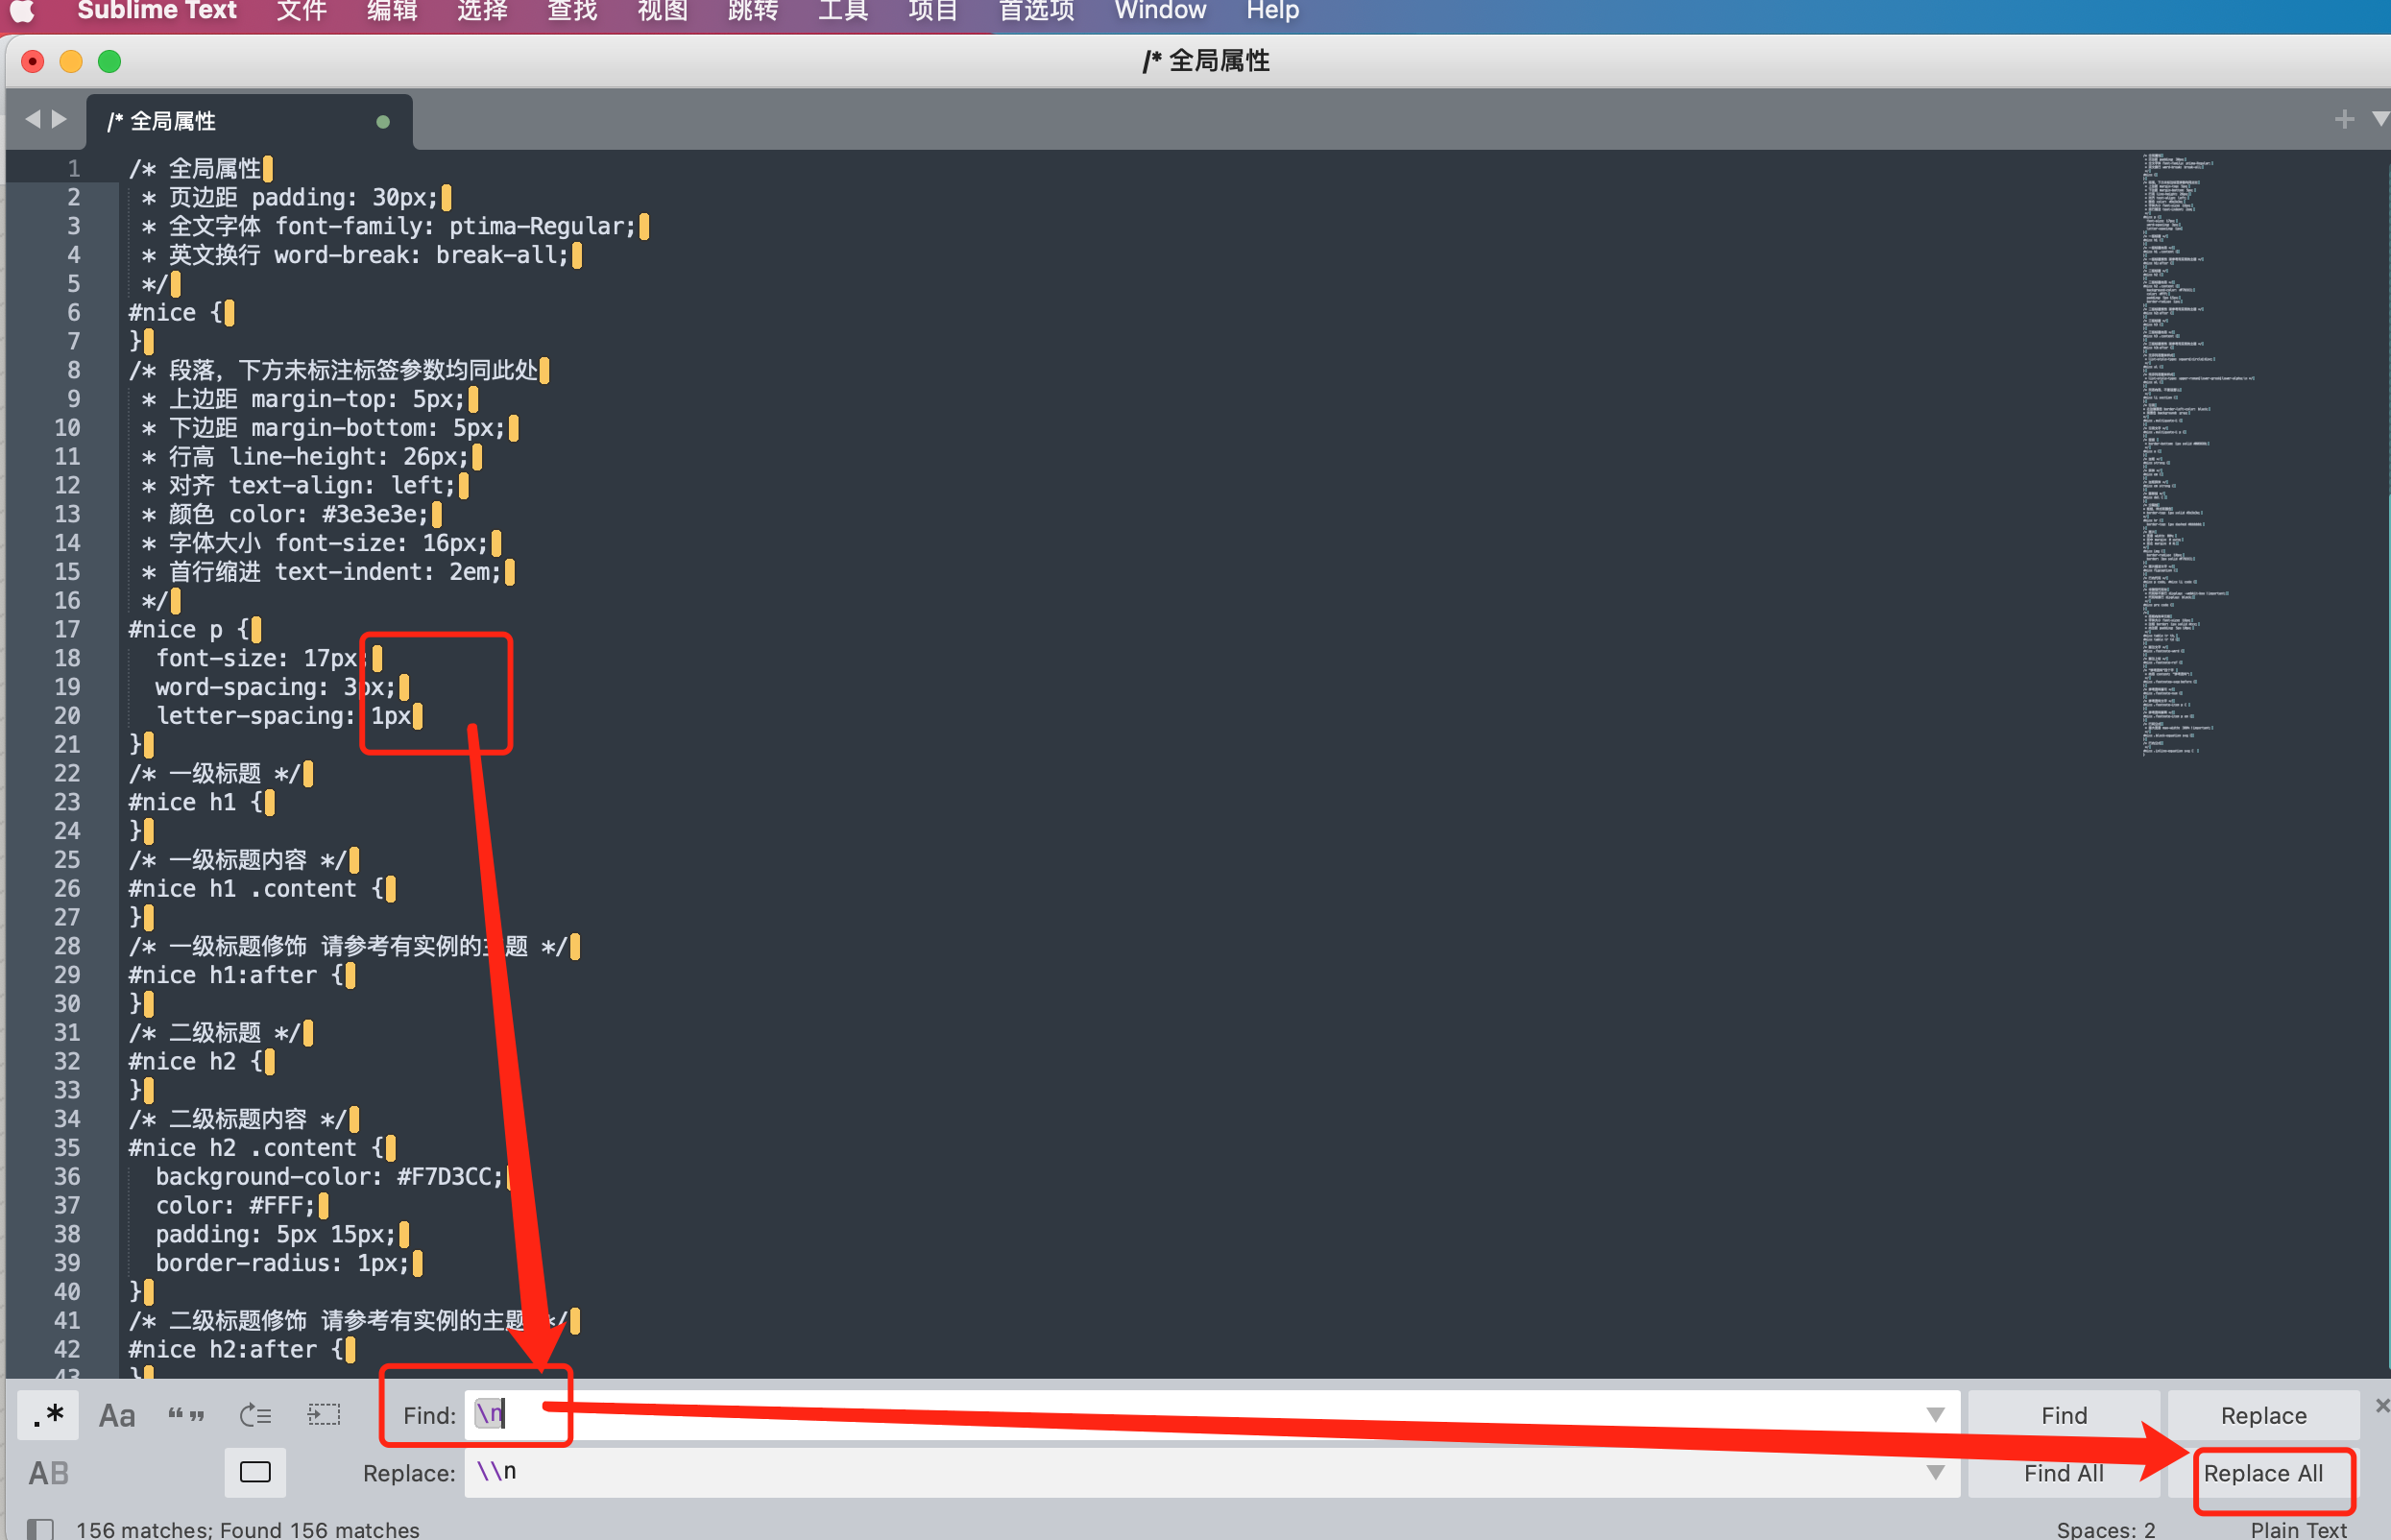 Sublime Text 文件 编辑 选择 查找 视图 跳转 工具 项目 首选项 Window Help
/* 全局属性
/* 全局属性
1 /* 全局属性
2 * 页边距 padding: 30px;
3 * 全文字体 font-family: ptima-Regular;
4 * 英文换行 word-break: break-all;
5 */
6 #nice {
7 }
8 /* 段落，下方未标注标签参数均同此处
9 * 上边距 margin-top: 5px;
10 * 下边距 margin-bottom: 5px;
11 * 行高 line-height: 26px;
12 * 对齐 text-align: left;
13 * 颜色 color: #3e3e3e;
14 * 字体大小 font-size: 16px;
15 * 首行缩进 text-indent: 2em;
16 */
17 #nice p {
18 font-size: 17px;
19 word-spacing: 3px;
20 letter-spacing: 1px
21 }
22 /* 一级标题 */
23 #nice h1 {
24 }
25 /* 一级标题内容 */
26 #nice h1 .content {
27 }
28 /* 一级标题修饰 请参考有实例的主题 */
29 #nice h1:after {
30 }
31 /* 二级标题 */
32 #nice h2 {
33 }
34 /* 二级标题内容 */
35 #nice h2 .content {
36 background-color: #F7D3CC;
37 color: #FFF;
38 padding: 5px 15px;
39 border-radius: 1px;
40 }
41 /* 二级标题修饰 请参考有实例的主题 */
42 #nice h2:after {
43 }
.* Aa “” Find: \n Find Replace
AB Replace: \\n Find All Replace All
156 matches; Found 156 matches Spaces: 2 Plain Text